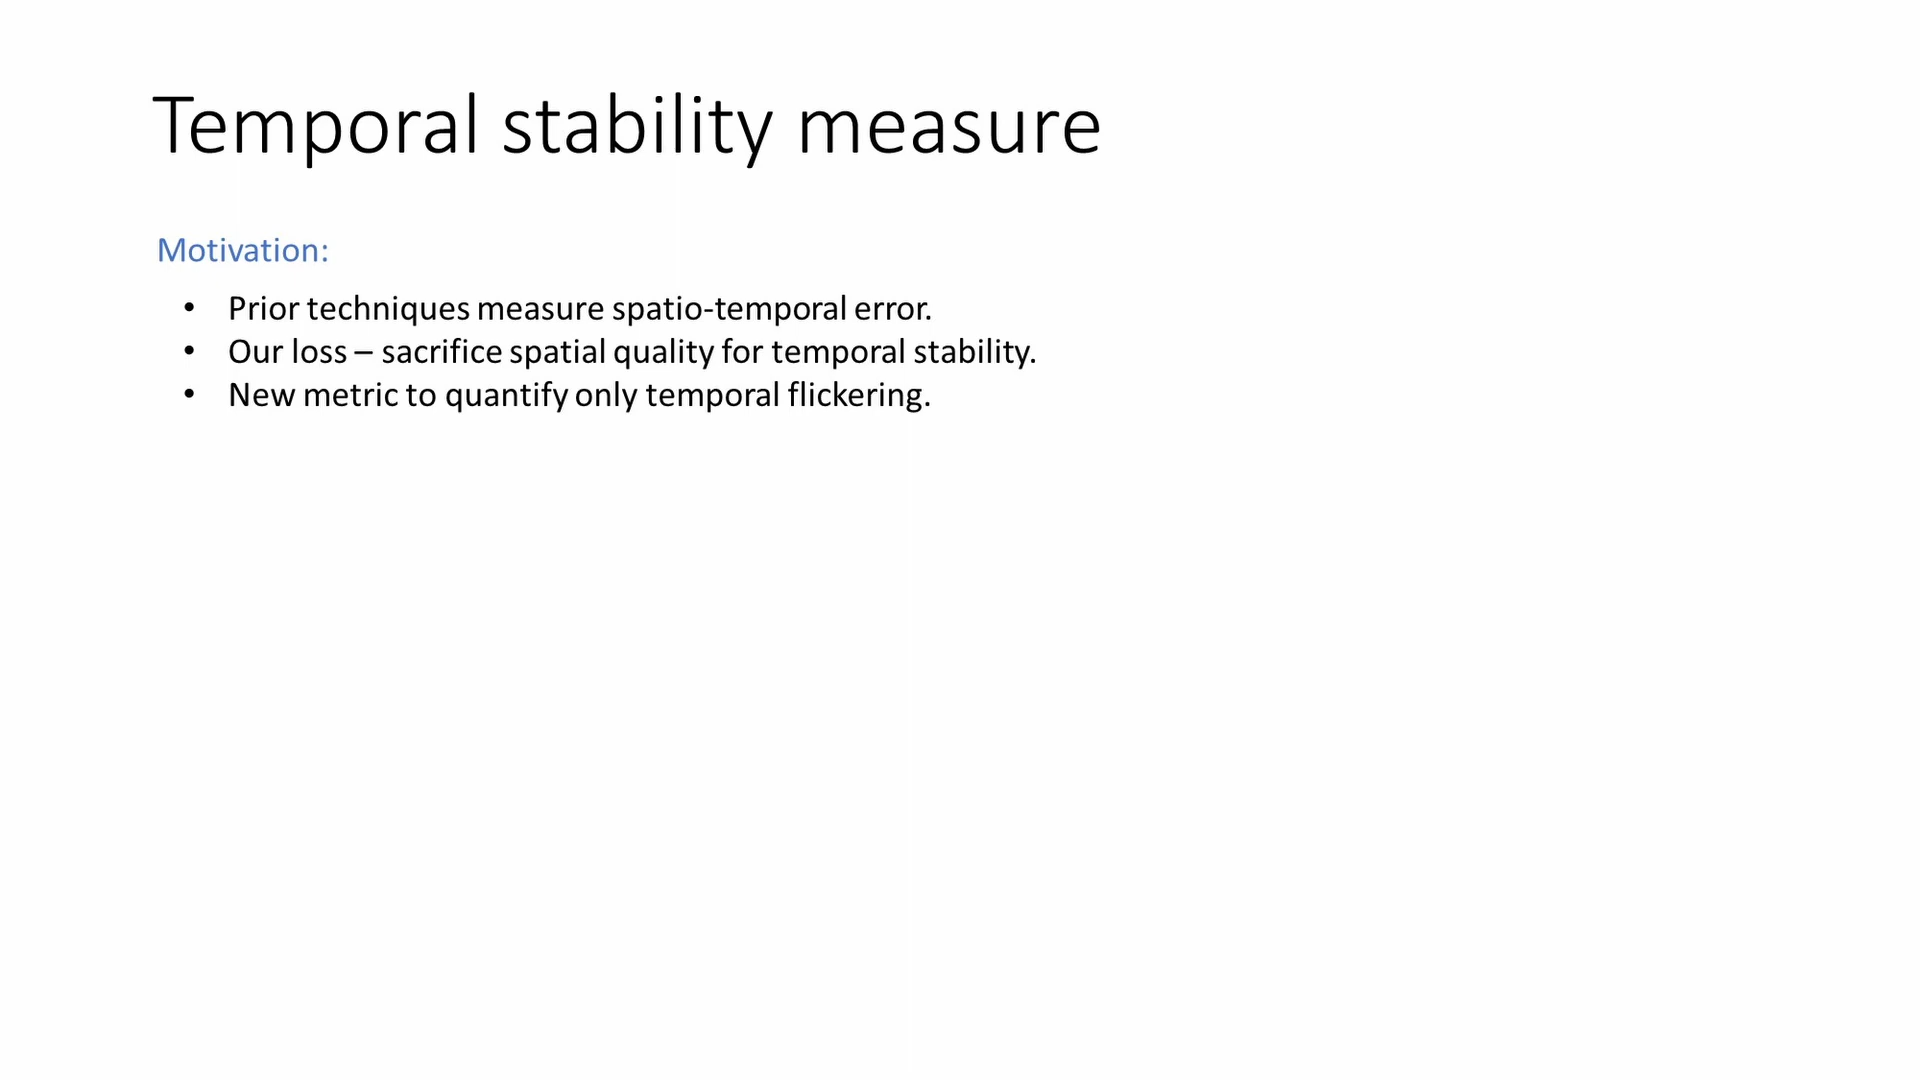 Temporal stability measure
Motivation:
• Prior techniques measure spatio-temporal error.
• Our loss – sacrifice spatial quality for temporal stability.
• New metric to quantify only temporal flickering.